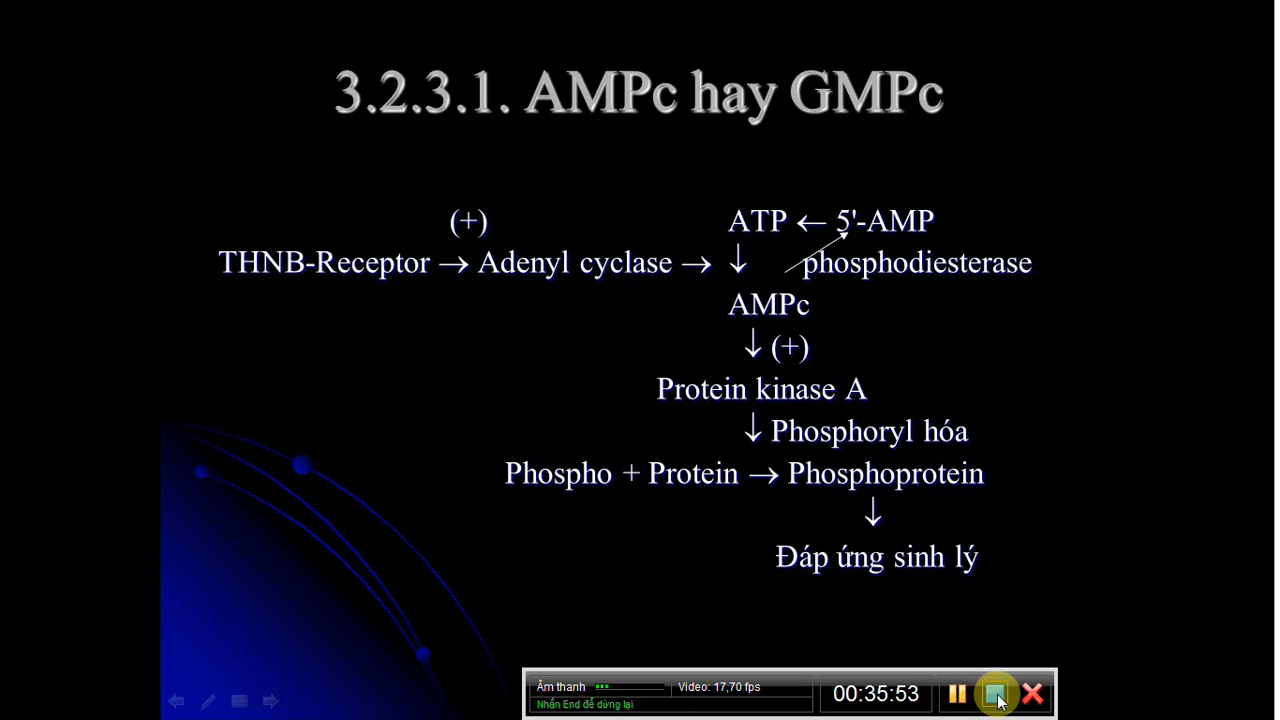 3.2.3.1. AMPc hay GMPc
(+) ATP ← 5'-AMP
THNB-Receptor → Adenyl cyclase → ↓ phosphodiesterase
AMPc
↓ (+)
Protein kinase A
↓ Phosphoryl hóa
Phospho + Protein → Phosphoprotein
↓
Đáp ứng sinh lý
Âm thanh Video: 17,70 fps
Nhấn End để dừng lại
00:35:53